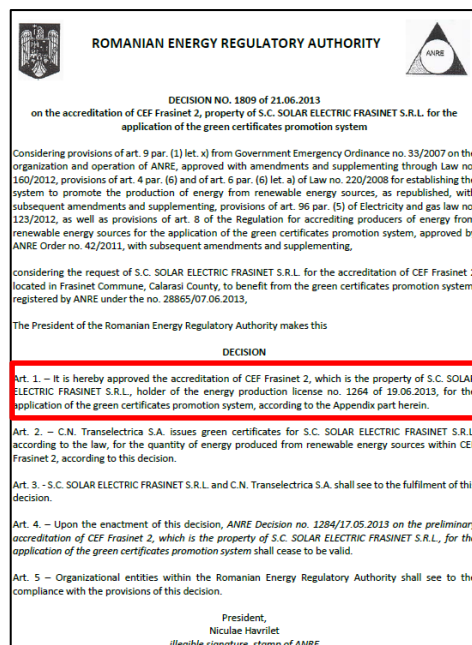 ROMANIAN ENERGY REGULATORY AUTHORITY
ANRE
DECISION NO. 1809 of 21.06.2013
on the accreditation of CEF Frasinet 2, property of S.C. SOLAR ELECTRIC FRASINET S.R.L. for the
application of the green certificates promotion system
Considering provisions of art. 9 par. (1) let. x) from Government Emergency Ordinance no. 33/2007 on the
organization and operation of ANRE, approved with amendments and supplementing through Law no
160/2012, provisions of art. 4 par. (6) and of art. 6 par. (6) let. a) of Law no. 220/2008 for establishing the
system to promote the production of energy from renewable energy sources, as republished, with
subsequent amendments and supplementing, provisions of art. 96 par. (5) of Electricity and gas law no
123/2012, as well as provisions of art. 8 of the Regulation for accrediting producers of energy from
renewable energy sources for the application of the green certificates promotion system, approved by
ANRE Order no. 42/2011, with subsequent amendments and supplementing,
considering the request of S.C. SOLAR ELECTRIC FRASINET S.R.L. for the accreditation of CEF Frasinet 2
located in Frasinet Commune, Calarasi County, to benefit from the green certificates promotion system
registered by ANRE under the no. 28865/07.06.2013,
The President of the Romanian Energy Regulatory Authority makes this
DECISION
Art. 1. – It is hereby approved the accreditation of CEF Frasinet 2, which is the property of S.C. SOLAR
ELECTRIC FRASINET S.R.L., holder of the energy production license no. 1264 of 19.06.2013, for the
application of the green certificates promotion system, according to the Appendix part herein.
Art. 2. – C.N. Transelectrica S.A. issues green certificates for S.C. SOLAR ELECTRIC FRASINET S.R.L
according to the law, for the quantity of energy produced from renewable energy sources within CEF
Frasinet 2, according to this decision.
Art. 3. - S.C. SOLAR ELECTRIC FRASINET S.R.L. and C.N. Transelectrica S.A. shall see to the fulfilment of this
decision.
Art. 4. – Upon the enactment of this decision, ANRE Decision no. 1284/17.05.2013 on the preliminary
accreditation of CEF Frasinet 2, which is the property of S.C. SOLAR ELECTRIC FRASINET S.R.L., for the
application of the green certificates promotion system shall cease to be valid.
Art. 5 – Organizational entities within the Romanian Energy Regulatory Authority shall see to the
compliance with the provisions of this decision.
President,
Niculae Havrilet
illegible signature, stamp of ANRE